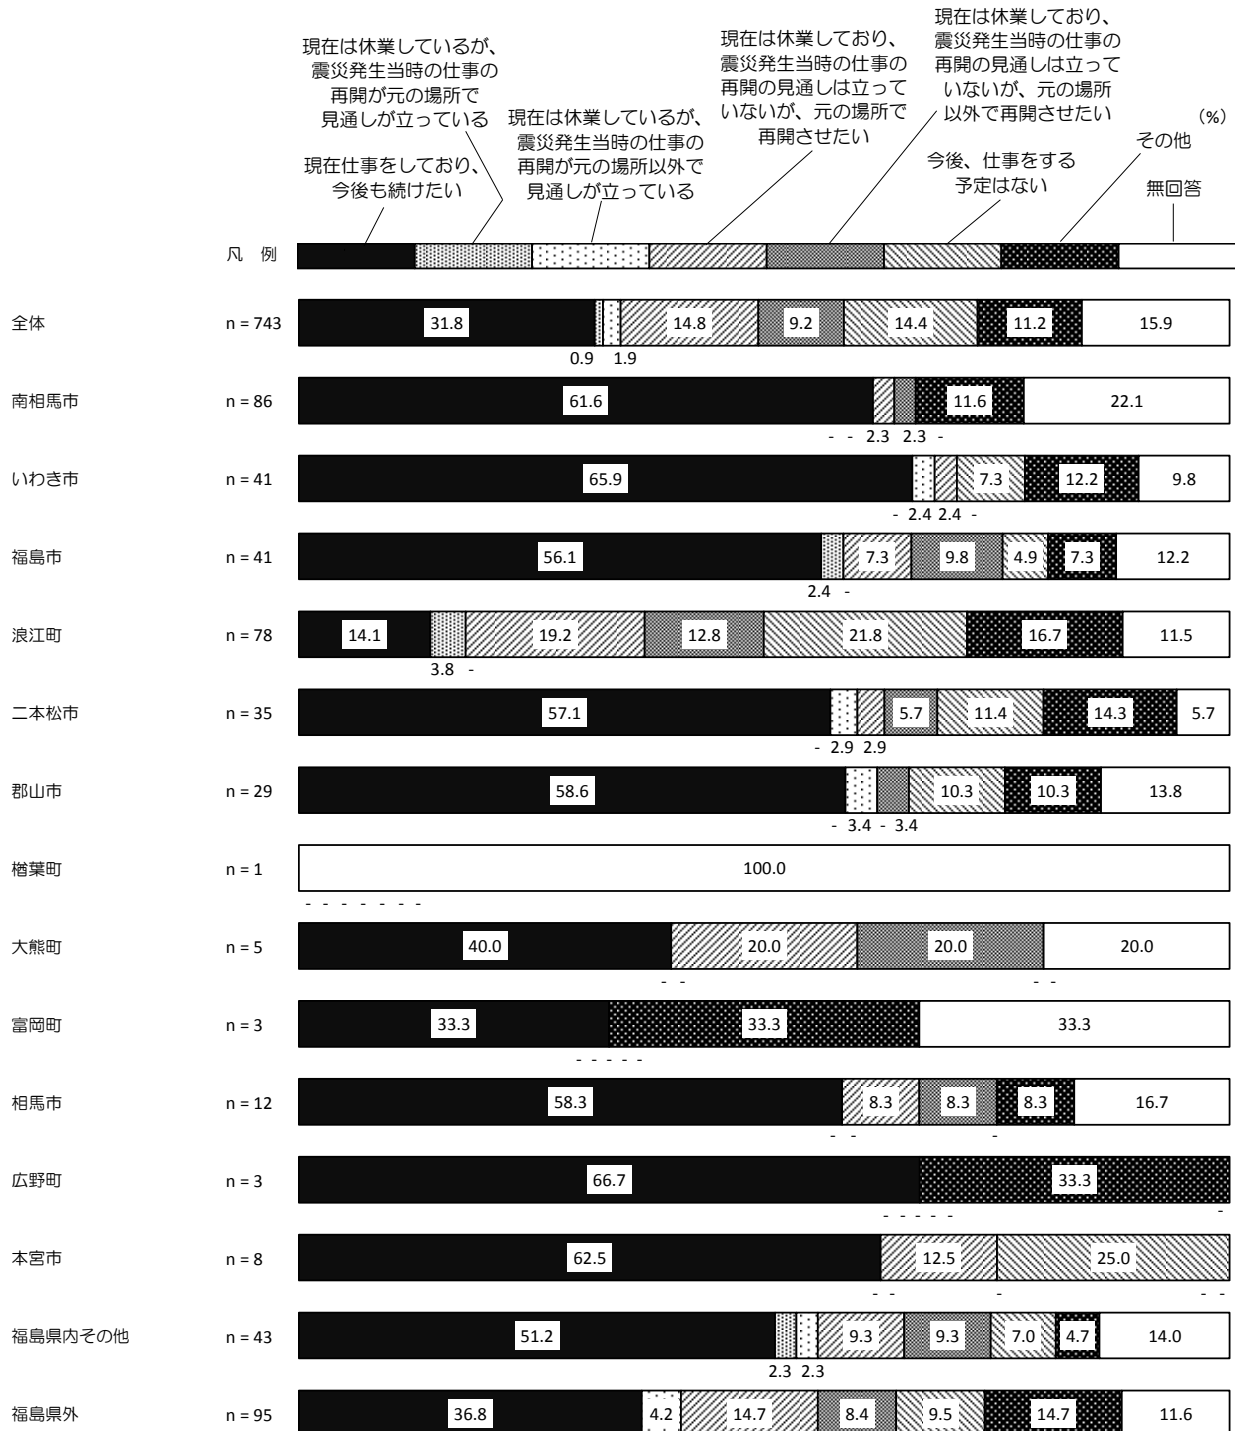 現在は休業しているが、
震災発生当時の仕事の
再開が元の場所で
見通しが立っている
現在仕事をしており、
今後も続けたい
現在は休業しているが、
震災発生当時の仕事の
再開が元の場所以外で
見通しが立っている
現在は休業しており、
震災発生当時の仕事の
再開の見通しは立って
いないが、元の場所で
再開させたい
現在は休業しており、
震災発生当時の仕事の
再開の見通しは立って
いないが、元の場所
以外で再開させたい
今後、仕事をする
予定はない
その他
(%)
無回答
凡 例
全体 n = 743 31.8 14.8 9.2 14.4 11.2 15.9
0.9 1.9
南相馬市 n = 86 61.6 11.6 22.1
- - 2.3 2.3 -
いわき市 n = 41 65.9 7.3 12.2 9.8
- 2.4 2.4 -
福島市 n = 41 56.1 7.3 9.8 4.9 7.3 12.2
2.4 -
浪江町 n = 78 14.1 19.2 12.8 21.8 16.7 11.5
3.8 -
二本松市 n = 35 57.1 5.7 11.4 14.3 5.7
- 2.9 2.9
郡山市 n = 29 58.6 10.3 10.3 13.8
- 3.4 - 3.4
楢葉町 n = 1 100.0
- - - - - - -
大熊町 n = 5 40.0 20.0 20.0 20.0
- - - -
富岡町 n = 3 33.3 33.3 33.3
- - - - -
相馬市 n = 12 58.3 8.3 8.3 8.3 16.7
- - -
広野町 n = 3 66.7 33.3
- - - - - -
本宮市 n = 8 62.5 12.5 25.0
- - - - -
福島県内その他 n = 43 51.2 9.3 9.3 7.0 4.7 14.0
2.3 2.3
福島県外 n = 95 36.8 4.2 14.7 8.4 9.5 14.7 11.6